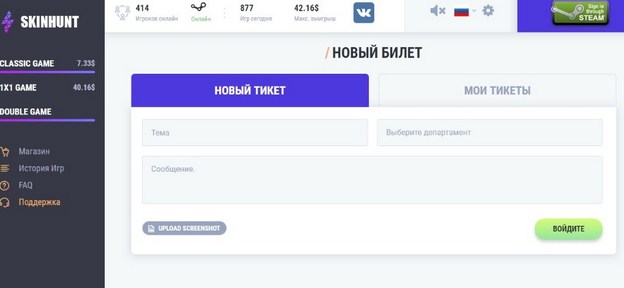 SKINHUNT
414
Игроков онлайн
Онлайн
877
Игр сегодня
42.16$
Макс. выигрыш
Sign in through STEAM
CLASSIC GAME 7.33$
1X1 GAME 40.16$
DOUBLE GAME
Магазин
История Игр
FAQ
Поддержка
/ НОВЫЙ БИЛЕТ
НОВЫЙ ТИКЕТ
МОИ ТИКЕТЫ
Тема
Выберите департамент
Сообщение.
UPLOAD SCREENSHOT
ВОЙДИТЕ